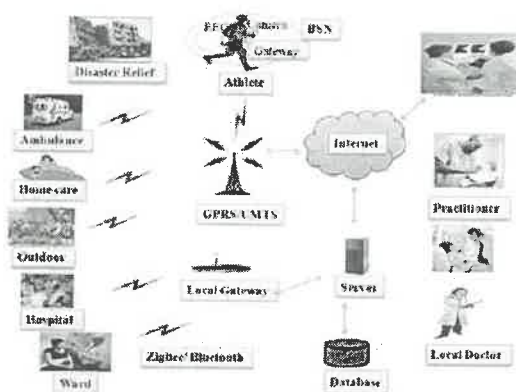 BSN
Gateway
Disaster Relief
Athlete
Ambulance
Internet
Homecare
GPRS/UMTS
Practitioner
Outdoor
Local Gateway
Server
Hospital
Local Doctor
Zigbee/ Bluetooth
Ward
Database